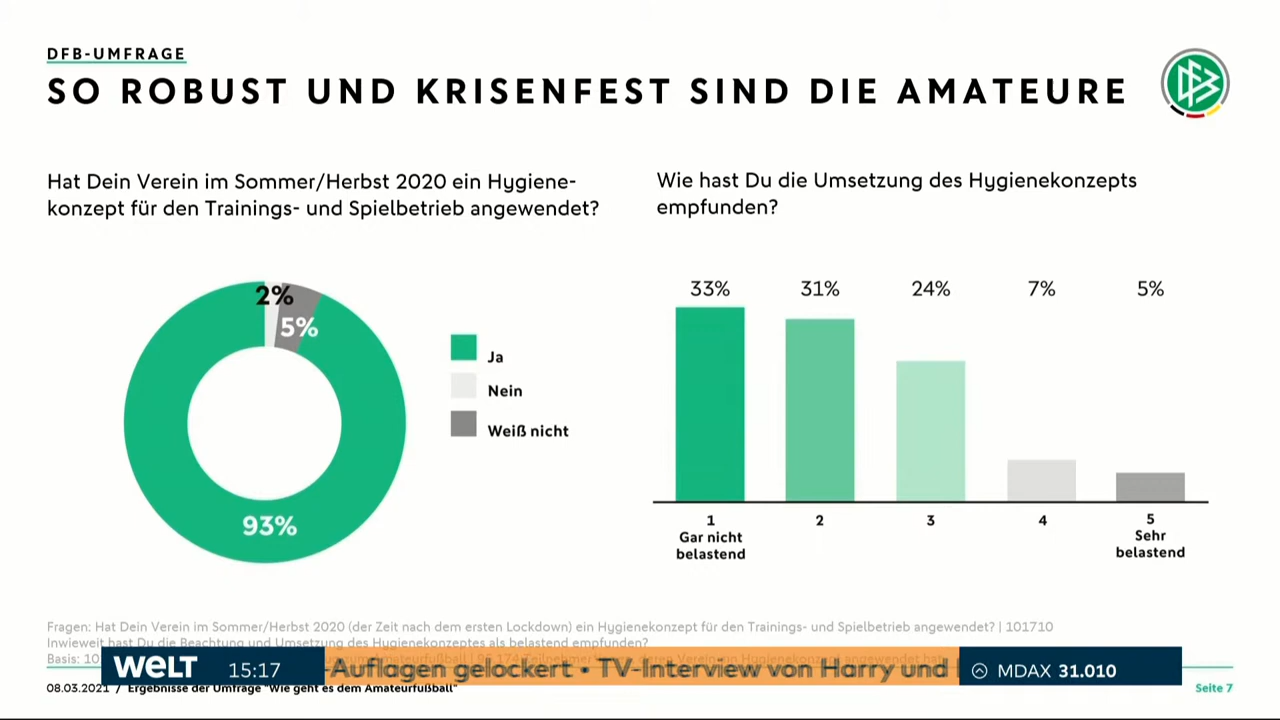 DFB-UMFRAGE
SO ROBUST UND KRISENFEST SIND DIE AMATEURE
DFB
Hat Dein Verein im Sommer/Herbst 2020 ein Hygiene-
konzept für den Trainings- und Spielbetrieb angewendet?
2%
5%
93%
Ja
Nein
Weiß nicht
Wie hast Du die Umsetzung des Hygienekonzepts
empfunden?
33% 31% 24% 7% 5%
1 2 3 4 5
Gar nicht Sehr
belastend belastend
Fragen: Hat Dein Verein im Sommer/Herbst 2020 (der Zeit nach dem ersten Lockdown) ein Hygienekonzept für den Trainings- und Spielbetrieb angewendet? | 101710
Inwieweit hast Du die Beachtung und Umsetzung des Hygienekonzeptes als belastend empfunden?
Basis: 10
welt 15:17 -Auflagen gelockert • TV-Interview von Harry und MDAX 31.010
08.03.2021 / Ergebnisse der Umfrage "Wie geht es dem Amateurfußball" Seite 7